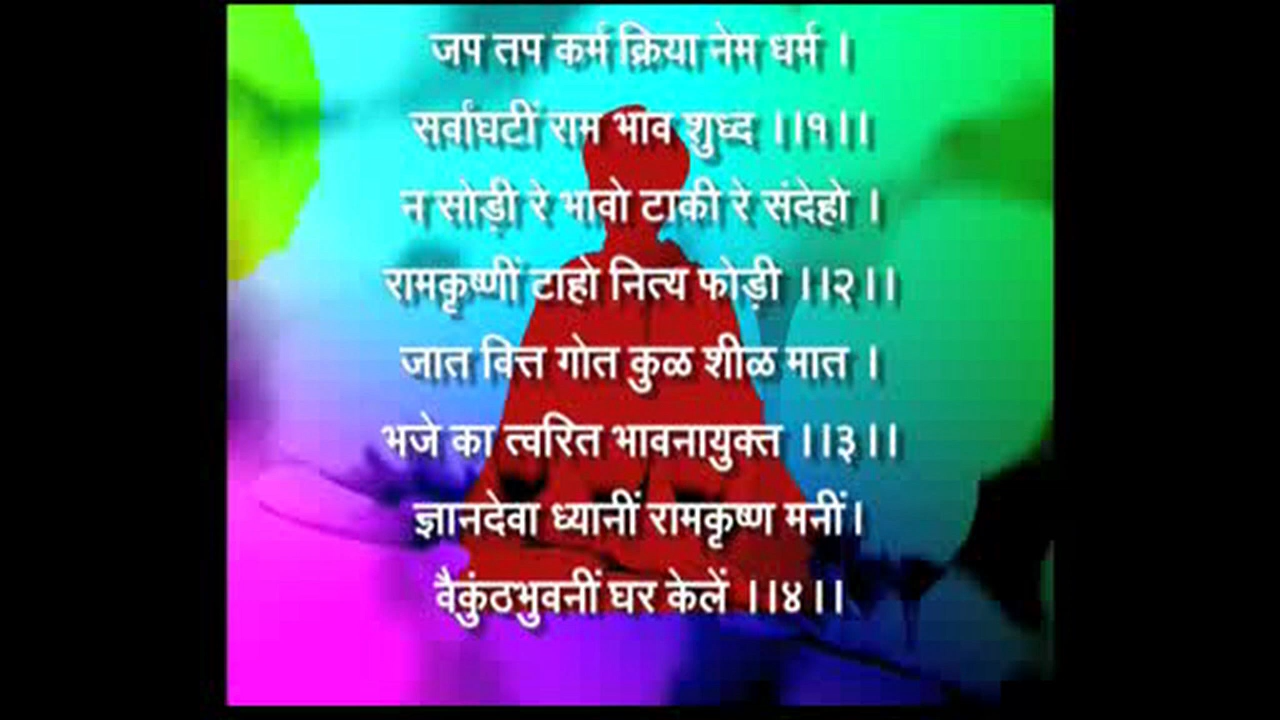 जप तप कर्म क्रिया नेम धर्म ।
सर्वांघटीं राम भाव शुध्द ।।१।।
न सोडी रे भावो टाकी रे संदेहो ।
रामकृष्णीं टाहो नित्य फोडी ।।२।।
जात वित्त गोत कुळ शीळ मात ।
भजे का त्वरित भावनायुक्त ।।३।।
ज्ञानदेवा ध्यानीं रामकृष्ण मनीं।
वैकुंठभुवनीं घर केलें ।।४।।